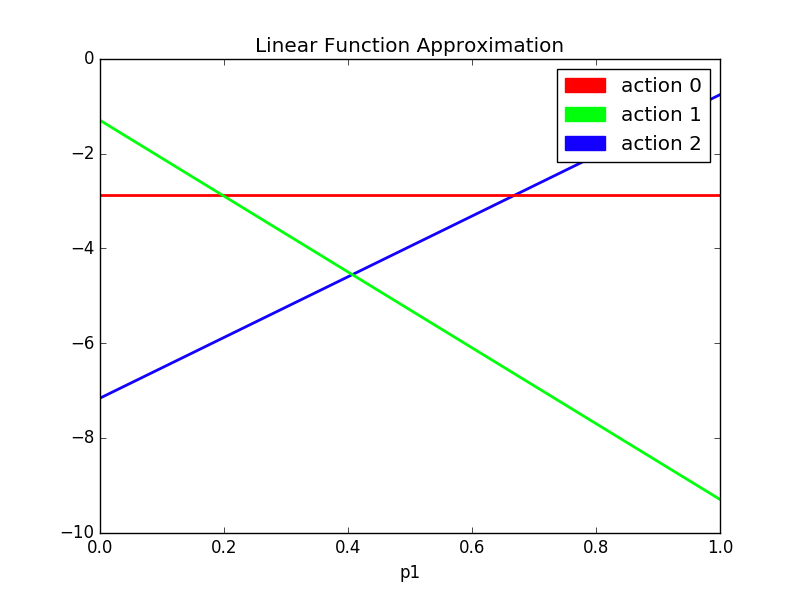 Linear Function Approximation
0
−2
−4
−6
−8
−10
action 0
action 1
action 2
0.0 0.2 0.4 0.6 0.8 1.0
p1